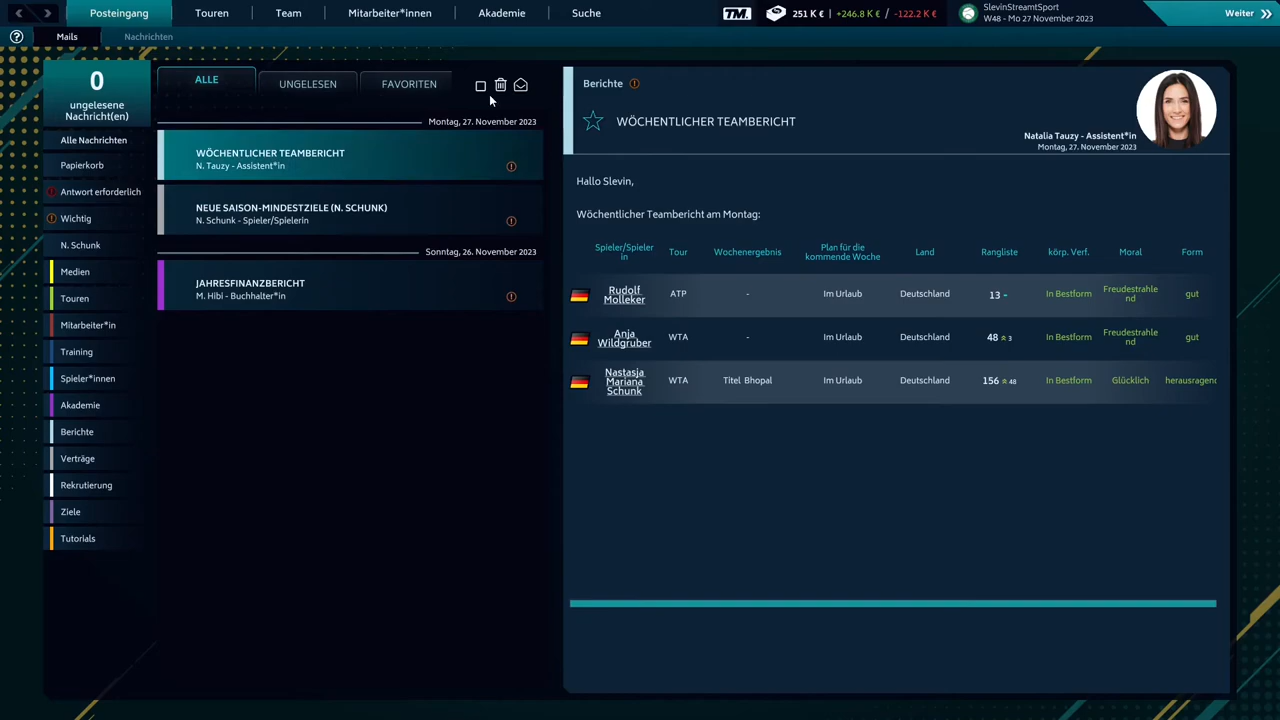 Posteingang
Touren
Team
Mitarbeiter*innen
Akademie
Suche
TM.
251 K € | +246.8 K € | -122.2 K €
SlevinStreamtSport
W48 - Mo 27 November 2023
Weiter
Mails
Nachrichten
0
ungelesene
Nachricht(en)
Alle Nachrichten
Papierkorb
Antwort erforderlich
Wichtig
N. Schunk
Medien
Touren
Mitarbeiter*in
Training
Spieler*innen
Akademie
Berichte
Verträge
Rekrutierung
Ziele
Tutorials
ALLE
UNGELESEN
FAVORITEN
Montag, 27. November 2023
WÖCHENTLICHER TEAMBERICHT
N. Tauzy - Assistent*in
NEUE SAISON-MINDESTZIELE (N. SCHUNK)
N. Schunk - Spieler/Spielerin
Sonntag, 26. November 2023
JAHRESFINANZBERICHT
M. Hibi - Buchhalter*in
Berichte
WÖCHENTLICHER TEAMBERICHT
Natalia Tauzy - Assistent*in
Montag, 27. November 2023
Hallo Slevin,
Wöchentlicher Teambericht am Montag:
Spieler/Spieler
in
Tour
Wochenergebnis
Plan für die
kommende Woche
Land
Rangliste
körp. Verf.
Moral
Form
Rudolf
Molleker
ATP
-
Im Urlaub
Deutschland
13 -
In Bestform
Freudestrahle
nd
gut
Anja
Wildgruber
WTA
-
Im Urlaub
Deutschland
48 3
In Bestform
Freudestrahle
nd
gut
Nastasja
Mariana
Schunk
WTA
Titel Bhopal
Im Urlaub
Deutschland
156 48
In Bestform
Glücklich
herausragend